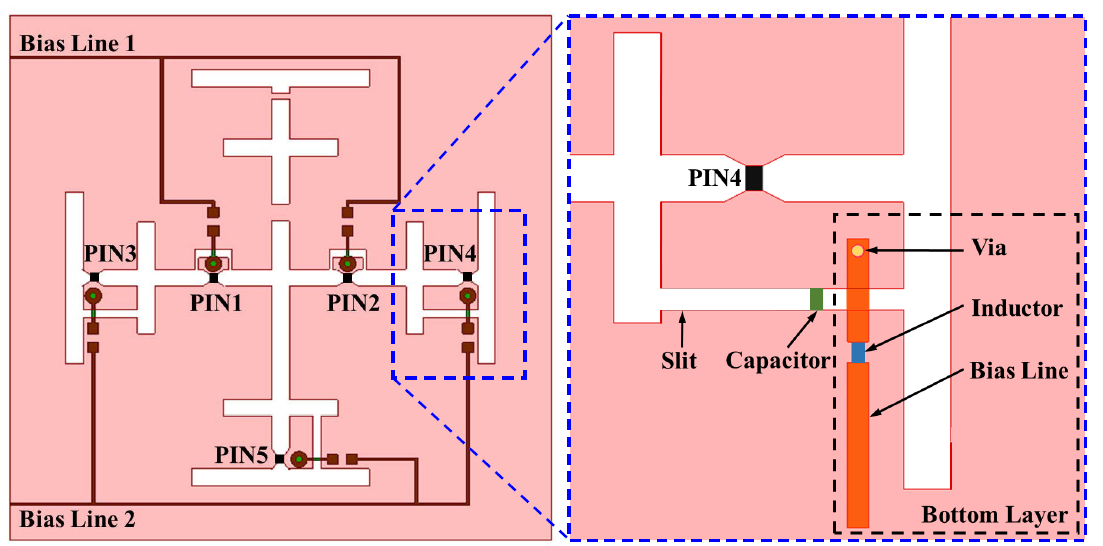 Bias Line 1
PIN3
PIN1
PIN2
PIN4
PIN5
Bias Line 2
PIN4
Via
Inductor
Slit
Capacitor
Bias Line
Bottom Layer